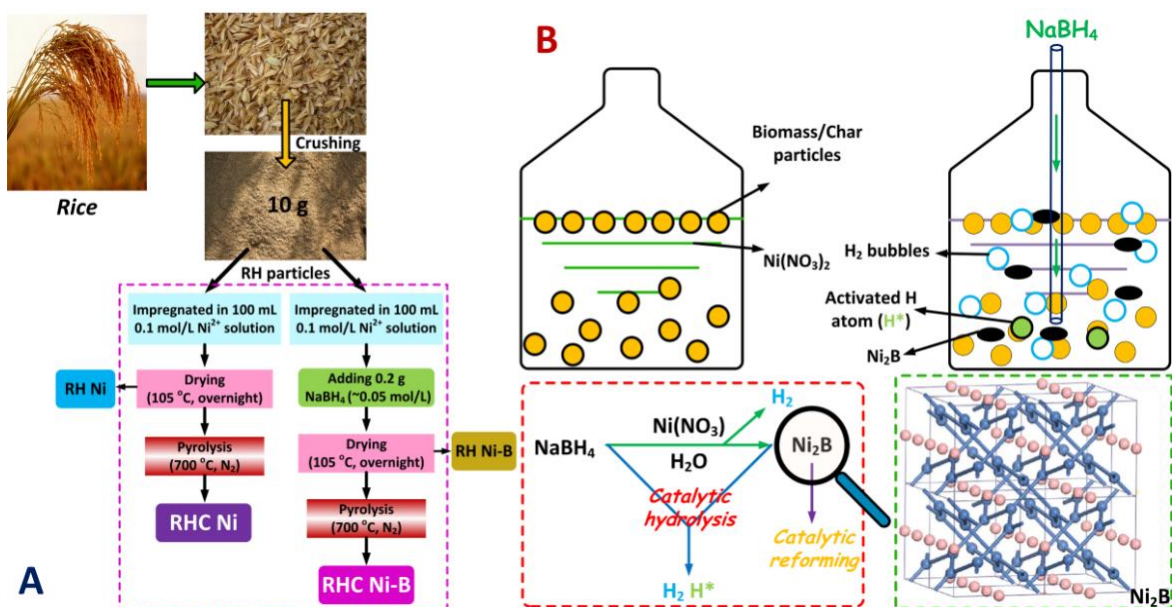 Rice
Crushing
10 g
RH particles
Impregnated in 100 mL
0.1 mol/L Ni²⁺ solution
Impregnated in 100 mL
0.1 mol/L Ni²⁺ solution
RH Ni
Drying
(105 °C, overnight)
Adding 0.2 g
NaBH₄ (~0.05 mol/L)
Pyrolysis
(700 °C, N₂)
Drying
(105 °C, overnight)
RH Ni-B
RHC Ni
Pyrolysis
(700 °C, N₂)
RHC Ni-B
A
B
Biomass/Char
particles
Ni(NO₃)₂
NaBH₄
H₂ bubbles
Activated H
atom (H*)
Ni₂B
NaBH₄
Ni(NO₃)
H₂O
H₂
Ni₂B
Catalytic
hydrolysis
Catalytic
reforming
H₂ H*
Ni₂B